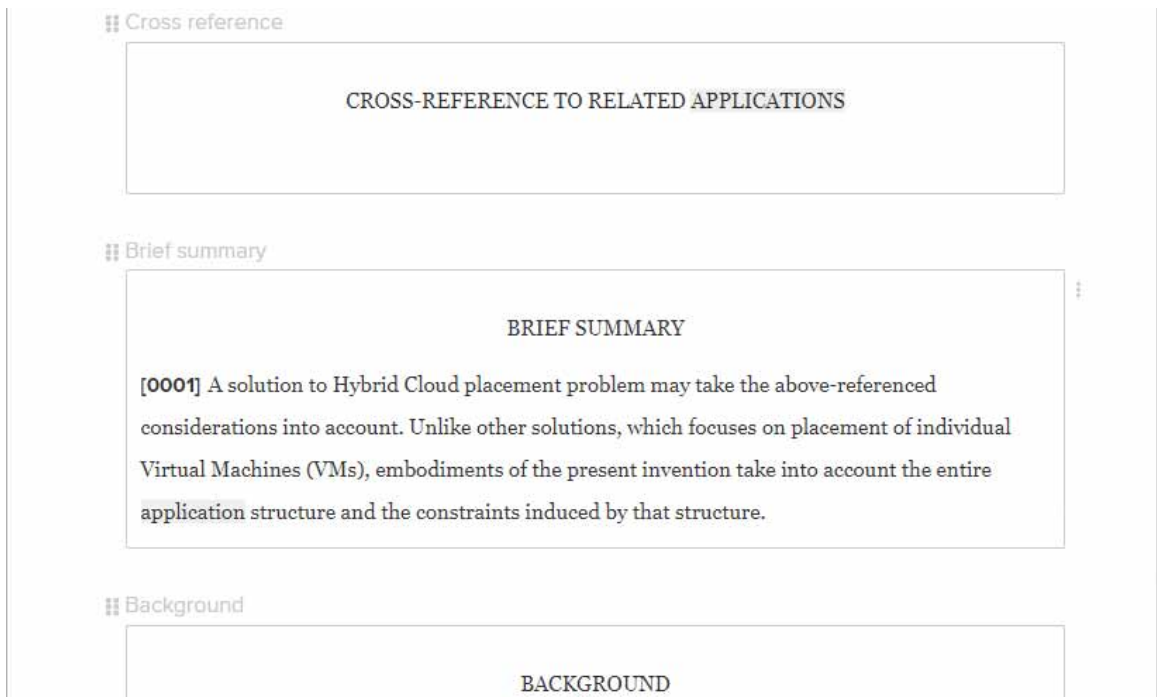 Cross reference
CROSS-REFERENCE TO RELATED APPLICATIONS
Brief summary
BRIEF SUMMARY
[0001] A solution to Hybrid Cloud placement problem may take the above-referenced
considerations into account. Unlike other solutions, which focuses on placement of individual
Virtual Machines (VMs), embodiments of the present invention take into account the entire
application structure and the constraints induced by that structure.
Background
BACKGROUND